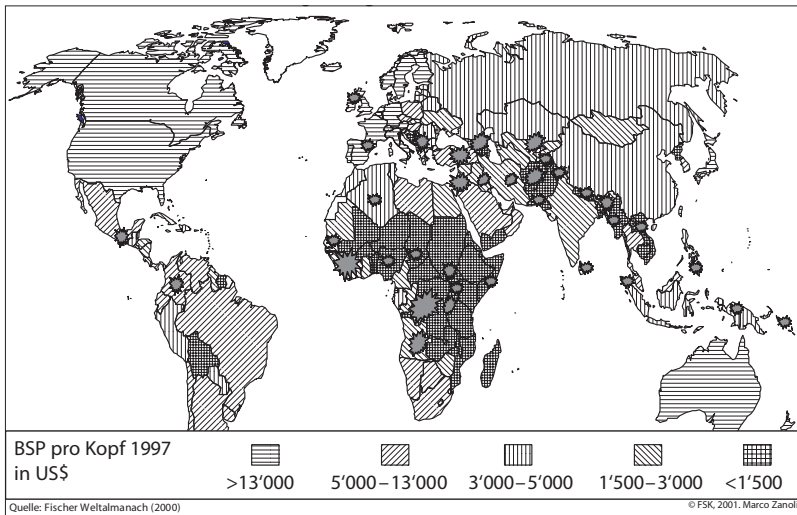 BSP pro Kopf 1997
in US$
>13'000
5'000–13'000
3'000–5'000
1'500–3'000
<1'500
Quelle: Fischer Weltalmanach (2000)
© FSK, 2001. Marco Zanoli